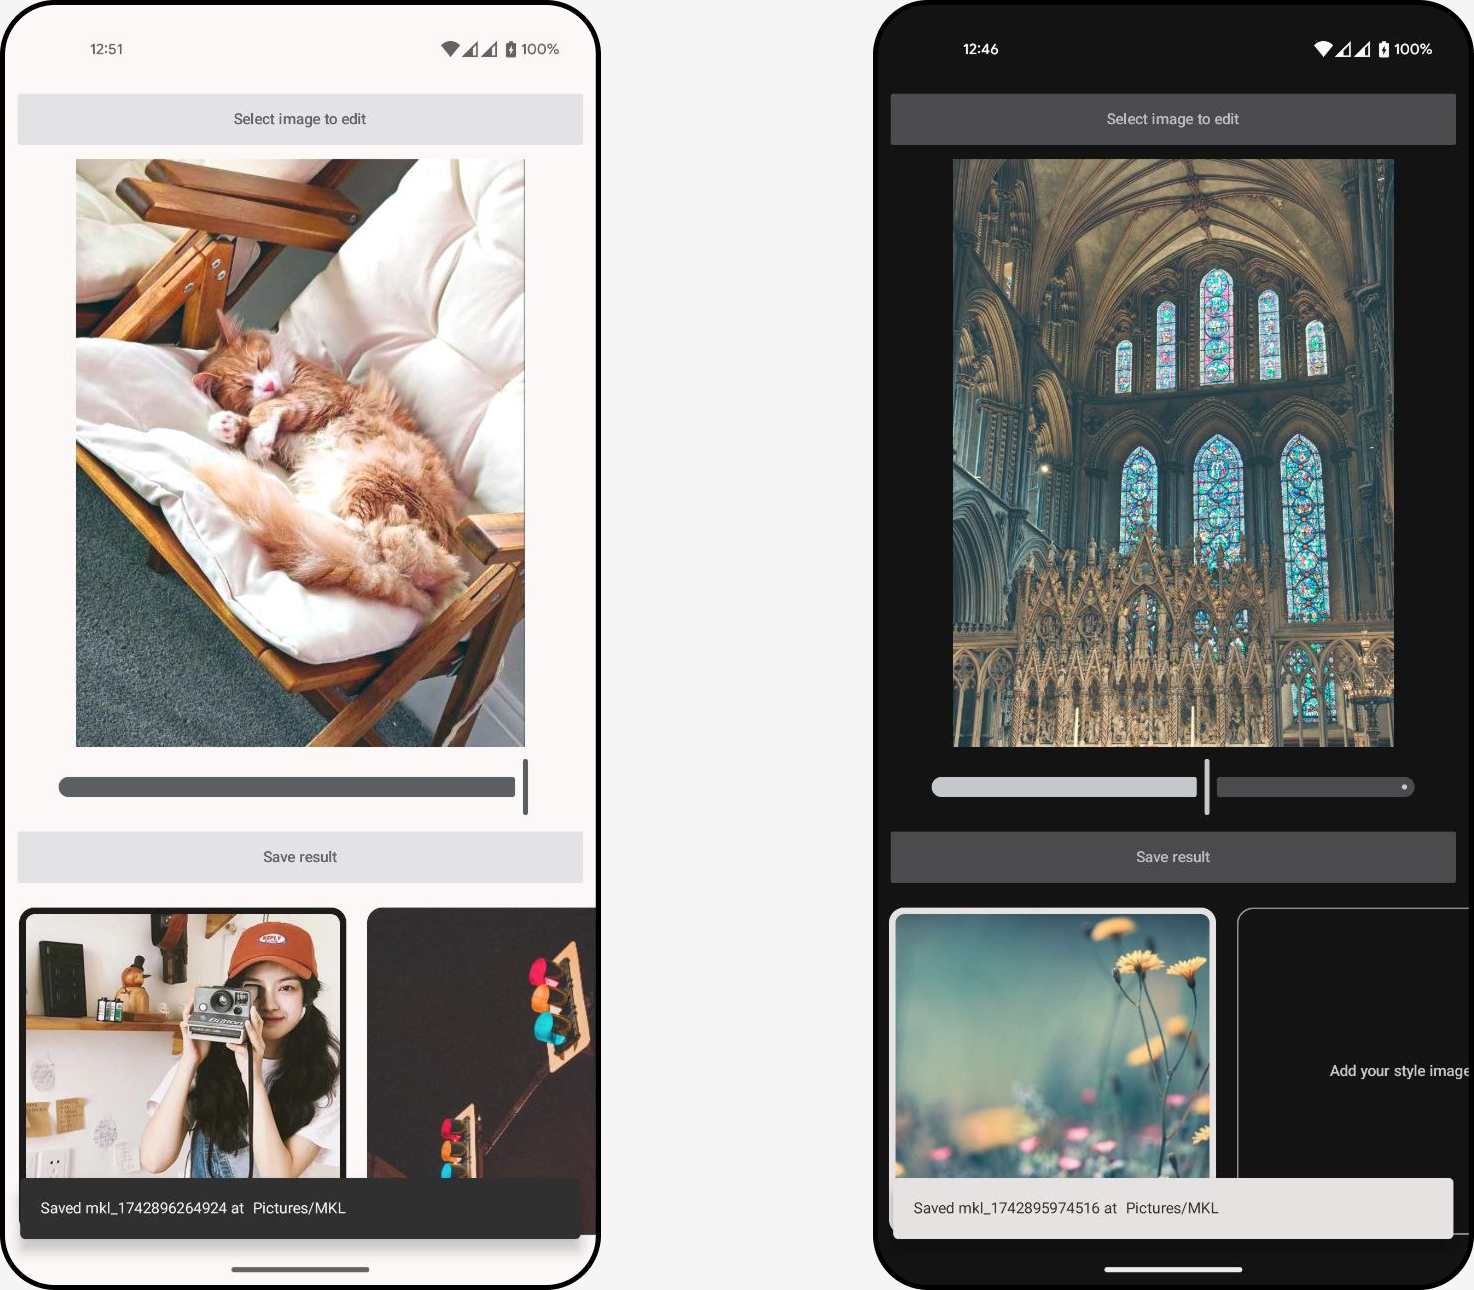 12:51
100%
Select image to edit
Save result
REPLY
Saved mkl_1742896264924 at  Pictures/MKL
12:46
100%
Select image to edit
Save result
Add your style image
Saved mkl_1742895974516 at  Pictures/MKL